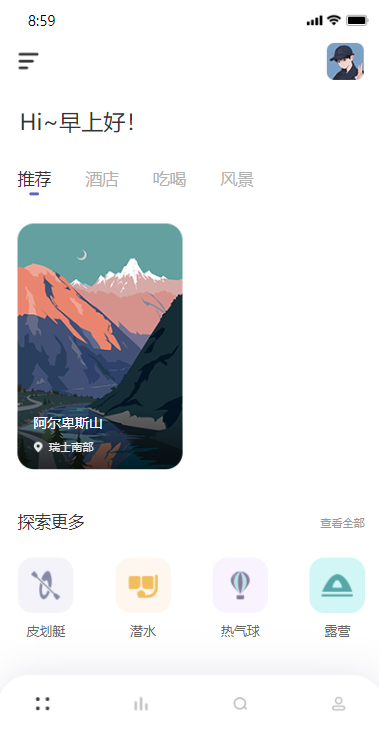 8:59
Hi~早上好！
推荐 酒店 吃喝 风景
阿尔卑斯山
瑞士南部
探索更多 查看全部
皮划艇 潜水 热气球 露营